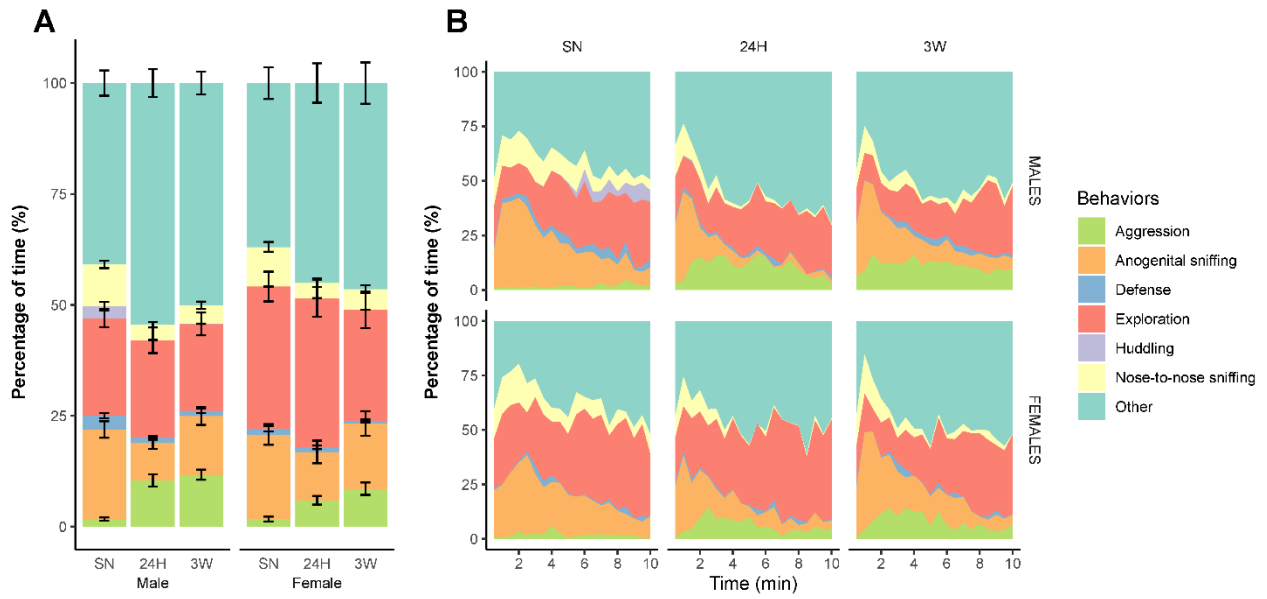 A
Percentage of time (%)
100
75
50
25
0
SN 24H 3W SN 24H 3W
Male Female
B
SN 24H 3W
Percentage of time (%)
100
75
50
25
0
MALES
100
75
50
25
0
FEMALES
2 4 6 8 10 2 4 6 8 10 2 4 6 8 10
Time (min)
Behaviors
Aggression
Anogenital sniffing
Defense
Exploration
Huddling
Nose-to-nose sniffing
Other